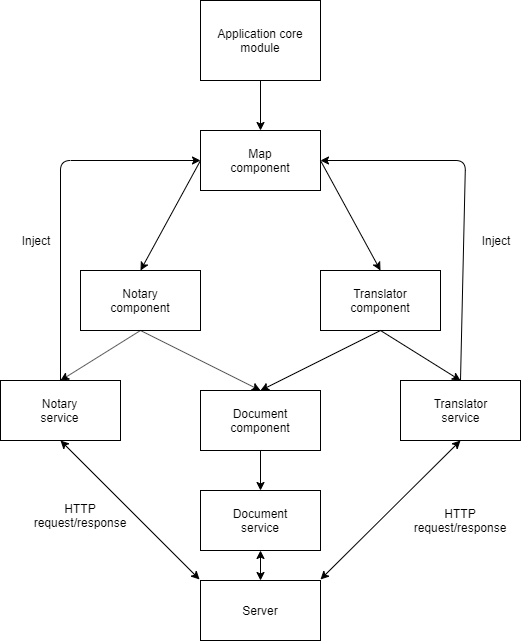 Application core
module
Map
component
Inject
Inject
Notary
component
Translator
component
Notary
service
Document
component
Translator
service
HTTP
request/response
Document
service
HTTP
request/response
Server